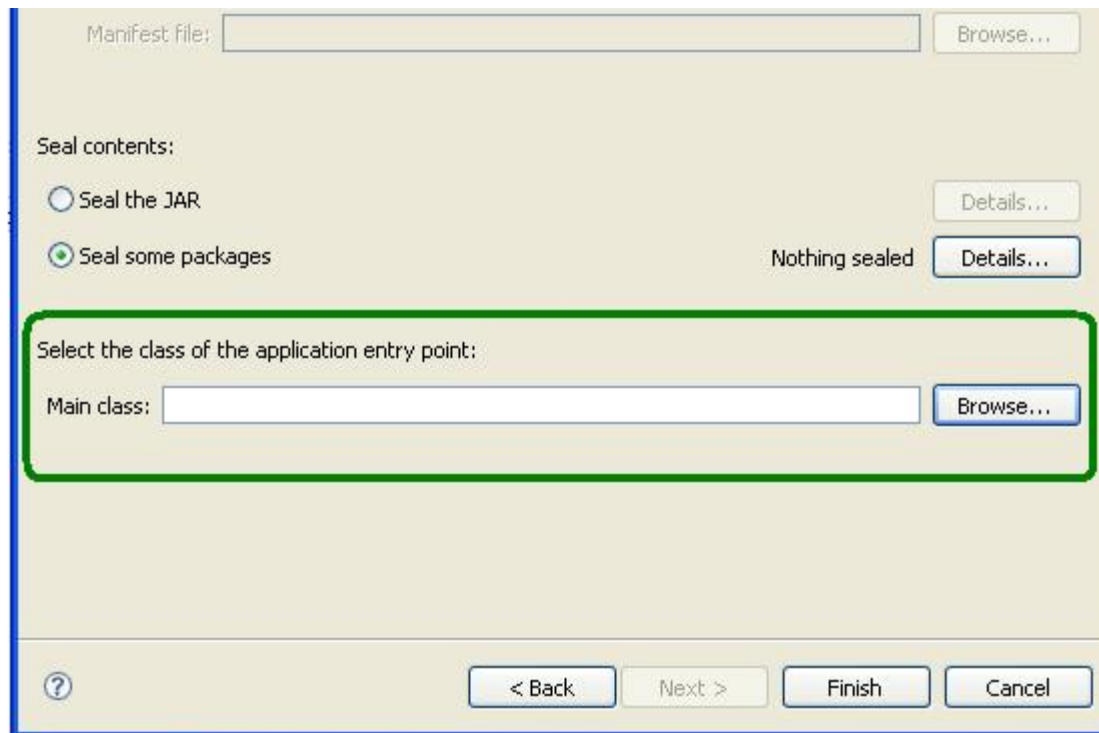 Manifest file: Browse...
Seal contents:
Seal the JAR Details...
Seal some packages Nothing sealed Details...
Select the class of the application entry point:
Main class: Browse...
? < Back Next > Finish Cancel